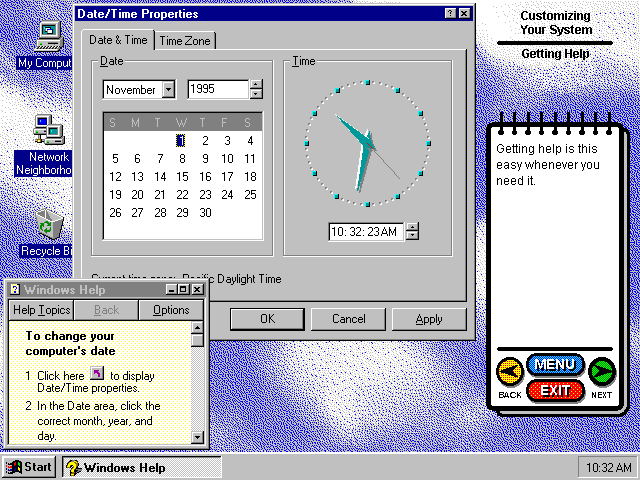 My Comput
Network
Neighborho
Recycle Bi
Date/Time Properties
Date & Time
Time Zone
Date
November
1995
S M T W T F S
1 2 3 4
5 6 7 8 9 10 11
12 13 14 15 16 17 18
19 20 21 22 23 24 25
26 27 28 29 30
Time
10: 32: 23 AM
Current time zone: Pacific Daylight Time
OK
Cancel
Apply
Windows Help
Help Topics
Back
Options
To change your
computer's date
1 Click here to display
Date/Time properties.
2 In the Date area, click the
correct month, year, and
day.
Customizing
Your System
Getting Help
Getting help is this
easy whenever you
need it.
BACK
MENU
EXIT
NEXT
Start
Windows Help
10:32 AM